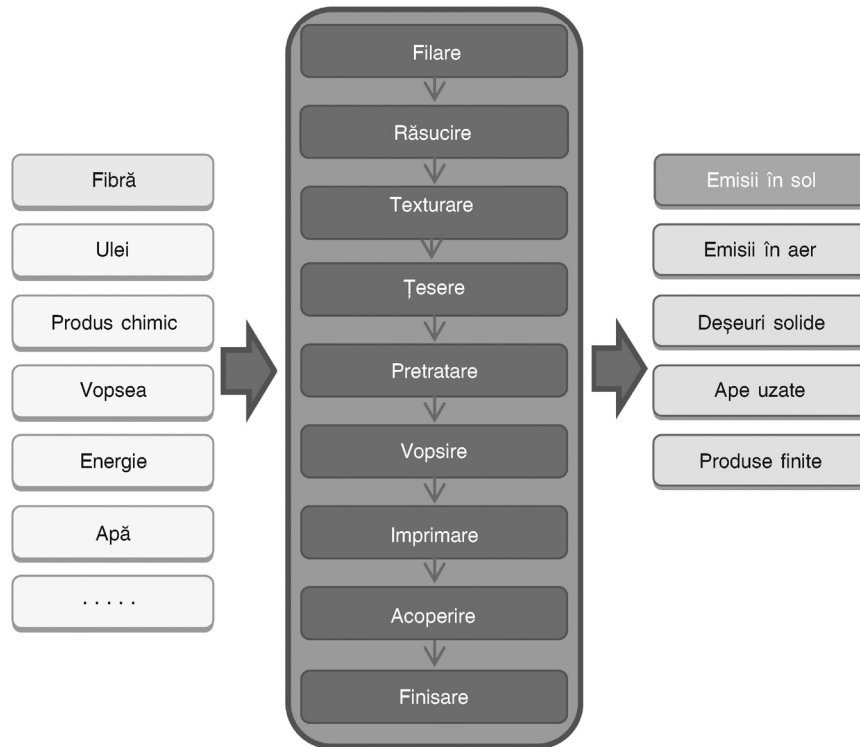 Fibră
Ulei
Produs chimic
Vopsea
Energie
Apă
. . . . .
Filare
Răsucire
Texturare
Țesere
Pretratare
Vopsire
Imprimare
Acoperire
Finisare
Emisii în sol
Emisii în aer
Deșeuri solide
Ape uzate
Produse finite